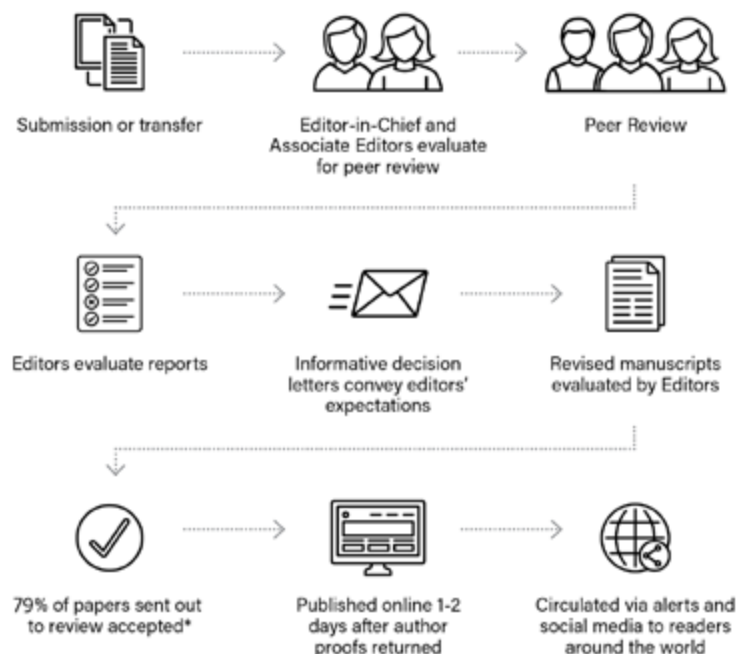 Submission or transfer
Editor-in-Chief and
Associate Editors evaluate
for peer review
Peer Review
Editors evaluate reports
Informative decision
letters convey editors'
expectations
Revised manuscripts
evaluated by Editors
79% of papers sent out
to review accepted*
Published online 1-2
days after author
proofs returned
Circulated via alerts and
social media to readers
around the world